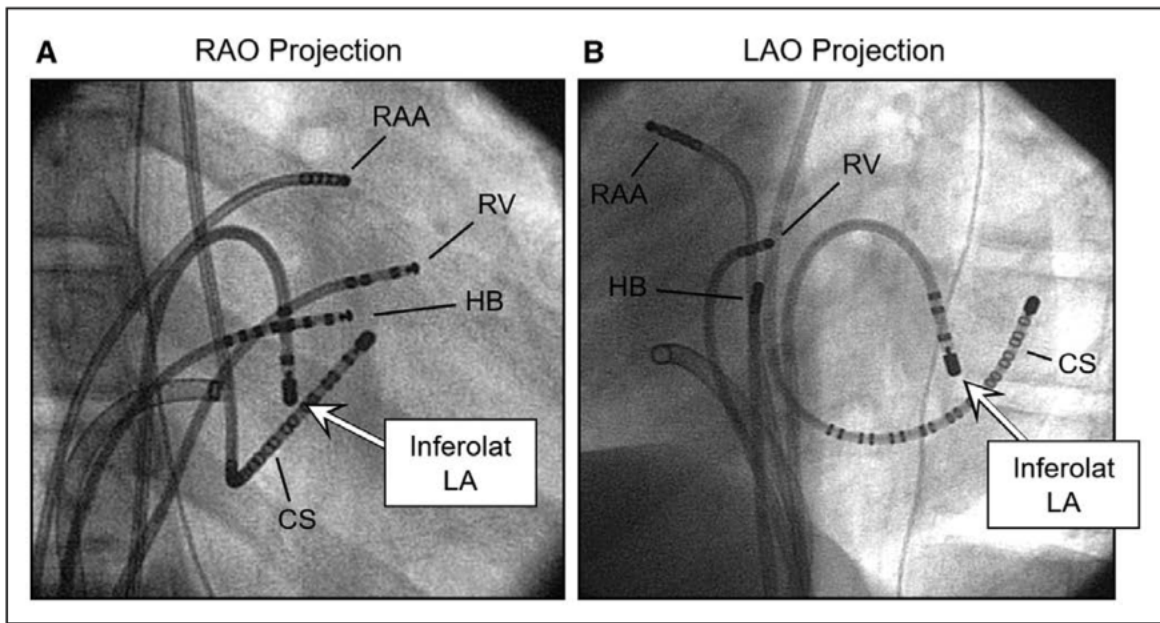 A
RAO Projection
RAA
RV
HB
CS
Inferolat
LA
B
LAO Projection
RAA
RV
HB
CS
Inferolat
LA